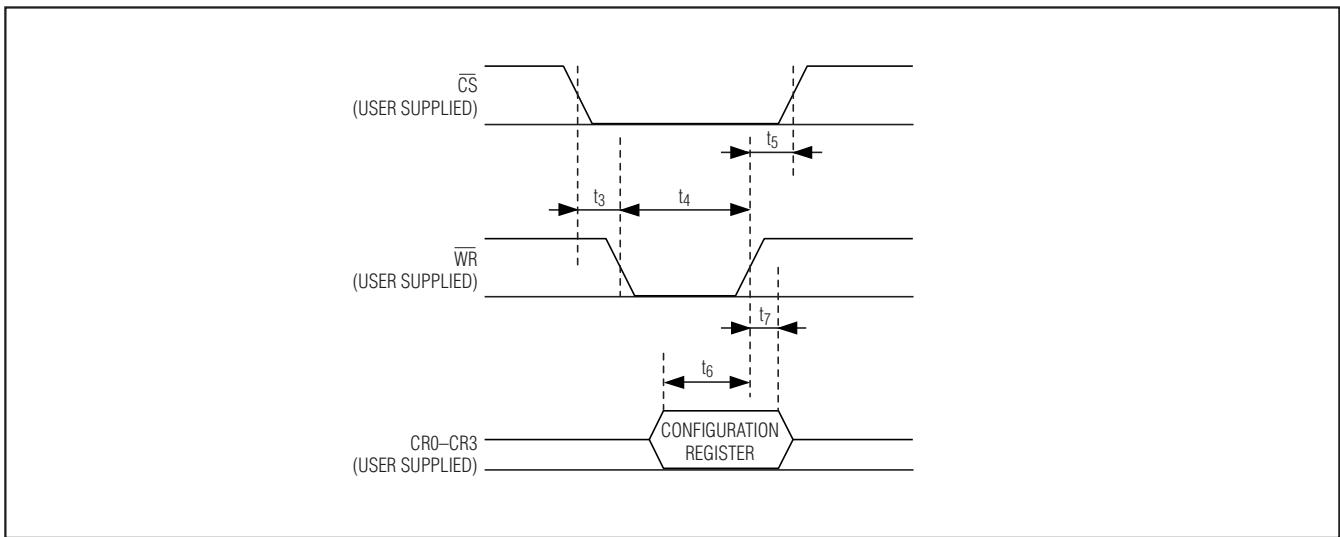 CS
(USER SUPPLIED)
t5
t3
t4
WR
(USER SUPPLIED)
t7
t6
CONFIGURATION
REGISTER
CR0–CR3
(USER SUPPLIED)